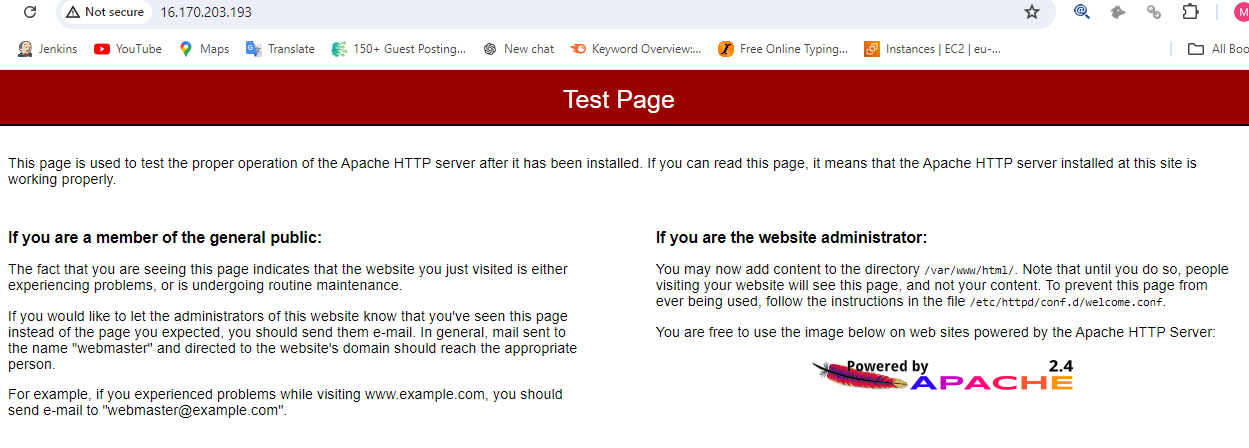 Not secure 16.170.203.193
M
Jenkins YouTube Maps Translate 150+ Guest Posting... New chat Keyword Overview:... Free Online Typing... Instances | EC2 | eu-... All Boo
Test Page
This page is used to test the proper operation of the Apache HTTP server after it has been installed. If you can read this page, it means that the Apache HTTP server installed at this site is
working properly.
If you are a member of the general public:
The fact that you are seeing this page indicates that the website you just visited is either
experiencing problems, or is undergoing routine maintenance.
If you would like to let the administrators of this website know that you've seen this page
instead of the page you expected, you should send them e-mail. In general, mail sent to
the name "webmaster" and directed to the website's domain should reach the appropriate
person.
For example, if you experienced problems while visiting www.example.com, you should
send e-mail to "webmaster@example.com".
If you are the website administrator:
You may now add content to the directory /var/www/html/. Note that until you do so, people
visiting your website will see this page, and not your content. To prevent this page from
ever being used, follow the instructions in the file /etc/httpd/conf.d/welcome.conf.
You are free to use the image below on web sites powered by the Apache HTTP Server:
Powered by 2.4
APACHE